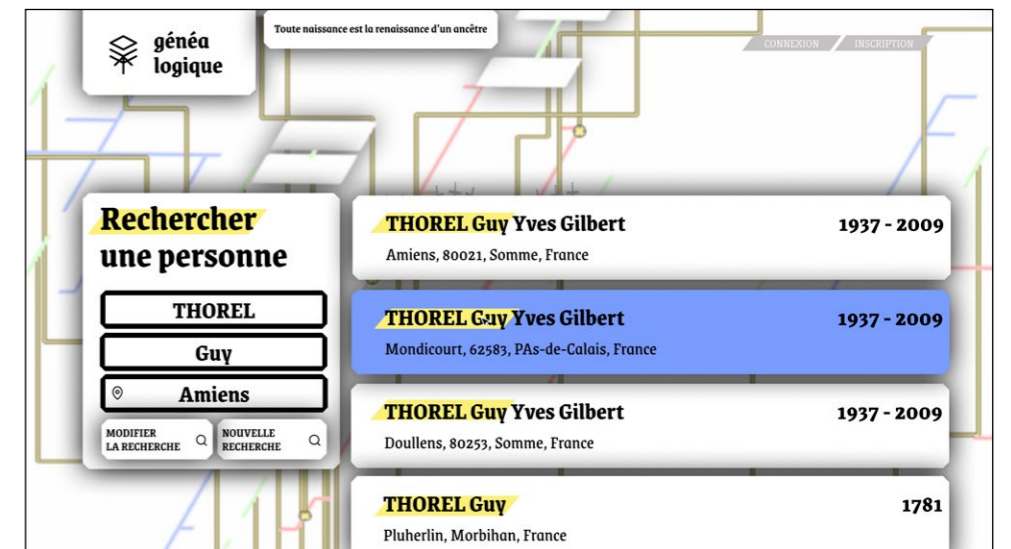 généa
logique
Toute naissance est la renaissance d'un ancêtre
CONNEXION
INSCRIPTION
Rechercher
une personne
THOREL
Guy
Amiens
MODIFIER
LA RECHERCHE
NOUVELLE
RECHERCHE
THOREL Guy Yves Gilbert 1937 - 2009
Amiens, 80021, Somme, France
THOREL Guy Yves Gilbert 1937 - 2009
Mondicourt, 62583, PAs-de-Calais, France
THOREL Guy Yves Gilbert 1937 - 2009
Doullens, 80253, Somme, France
THOREL Guy 1781
Pluherlin, Morbihan, France